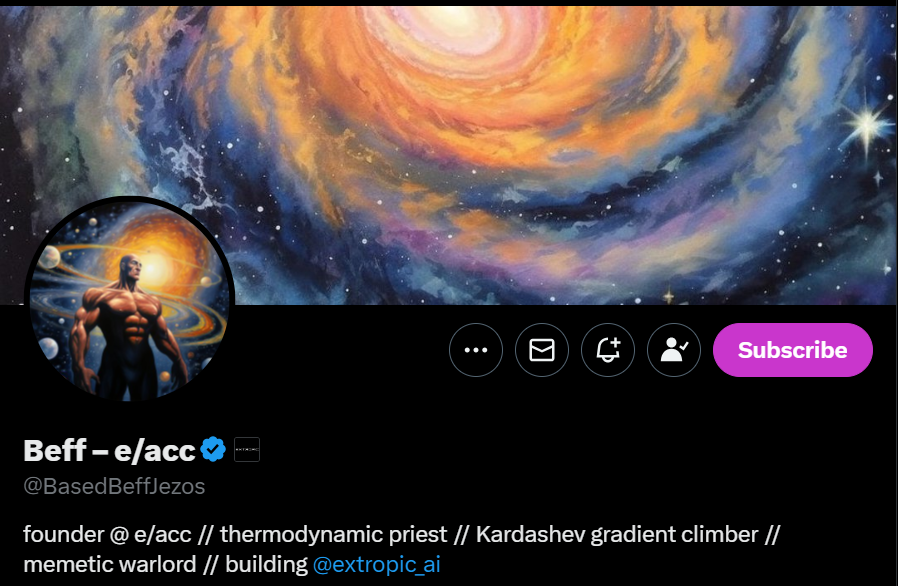 Subscribe
Beff – e/acc
@BasedBeffJezos
founder @ e/acc // thermodynamic priest // Kardashev gradient climber //
memetic warlord // building @extropic_ai